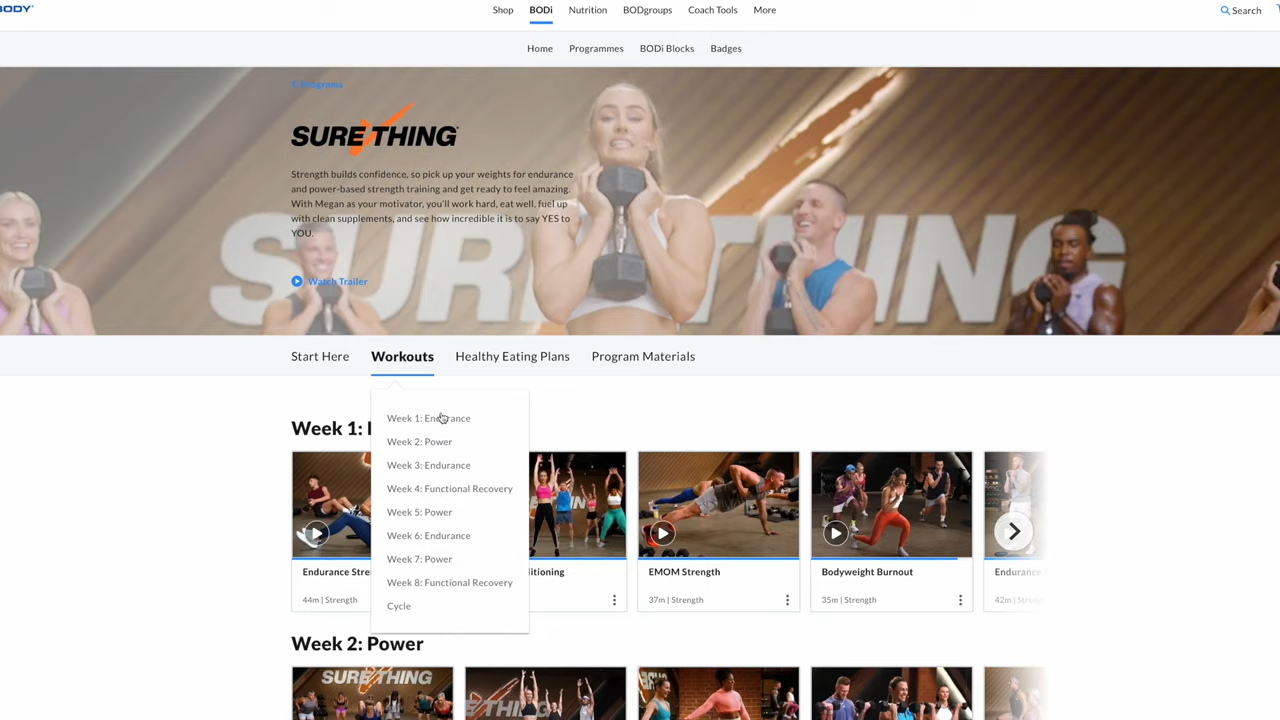 BODY
Shop BODi Nutrition BODgroups Coach Tools More
Search
Home Programmes BODi Blocks Badges
Programs
SURE THING
Strength builds confidence, so pick up your weights for endurance
and power-based strength training and get ready to feel amazing.
With Megan as your motivator, you'll work hard, eat well, fuel up
with clean supplements, and see how incredible it is to say YES to
YOU.
Watch Trailer
SURE THING
Start Here Workouts Healthy Eating Plans Program Materials
Week 1: Endurance
Week 2: Power
Week 3: Endurance
Week 4: Functional Recovery
Week 5: Power
Week 6: Endurance
Week 7: Power
Week 8: Functional Recovery
Cycle
Week 1:
Endurance
44m | Strength
EMOM Strength
37m | Strength
Bodyweight Burnout
35m | Strength
Endurance
42m |
Week 2: Power
SURE THING